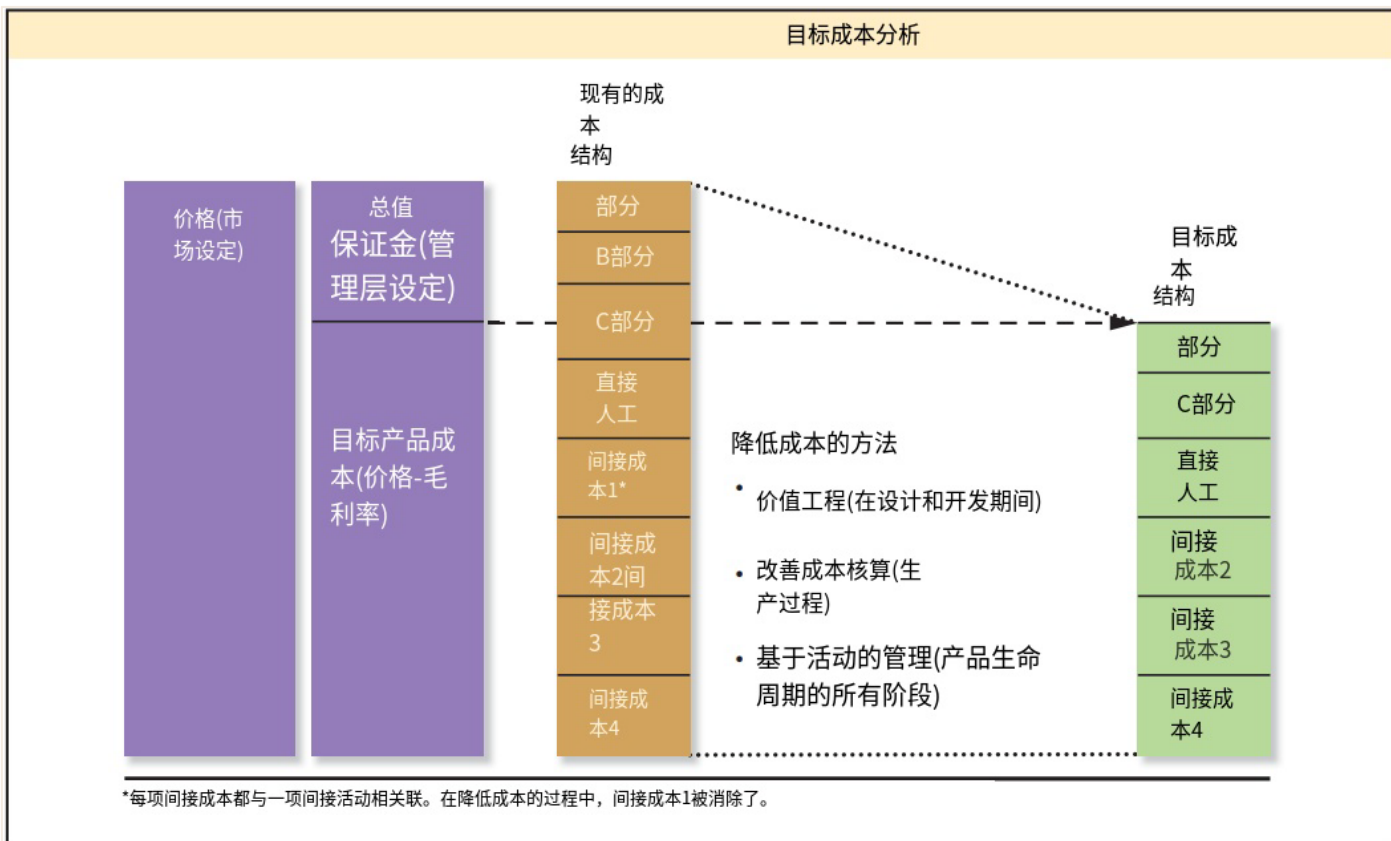 目标成本分析
现有的成
本
结构
价格(市
场设定)
总值
保证金(管
理层设定)
目标产品成
本(价格-毛
利率)
部分
B部分
C部分
直接
人工
间接成
本1*
间接成
本2间
接成本
3
间接成
本4
降低成本的方法
• 价值工程(在设计和开发期间)
• 改善成本核算(生
产过程)
• 基于活动的管理(产品生命
周期的所有阶段)
目标成
本
结构
部分
C部分
直接
人工
间接
成本2
间接
成本3
间接成
本4
*每项间接成本都与一项间接活动相关联。在降低成本的过程中，间接成本1被消除了。